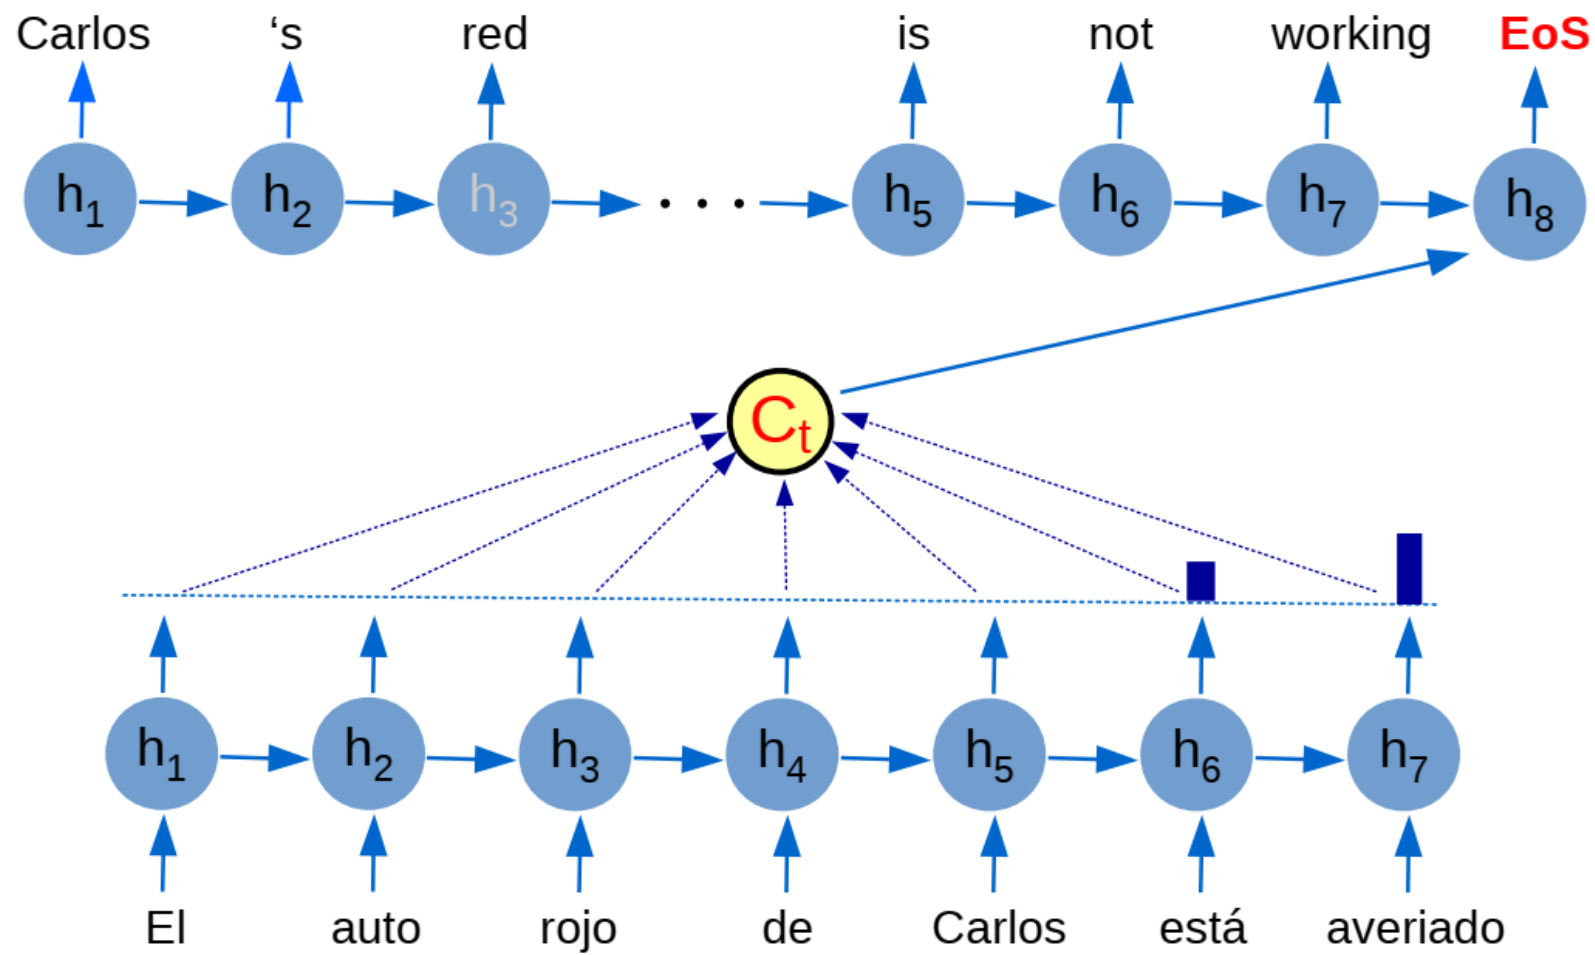 Carlos ‘s red is not working EoS
h1 h2 h3 . . . h5 h6 h7 h8
Ct
h1 h2 h3 h4 h5 h6 h7
El auto rojo de Carlos está averiado